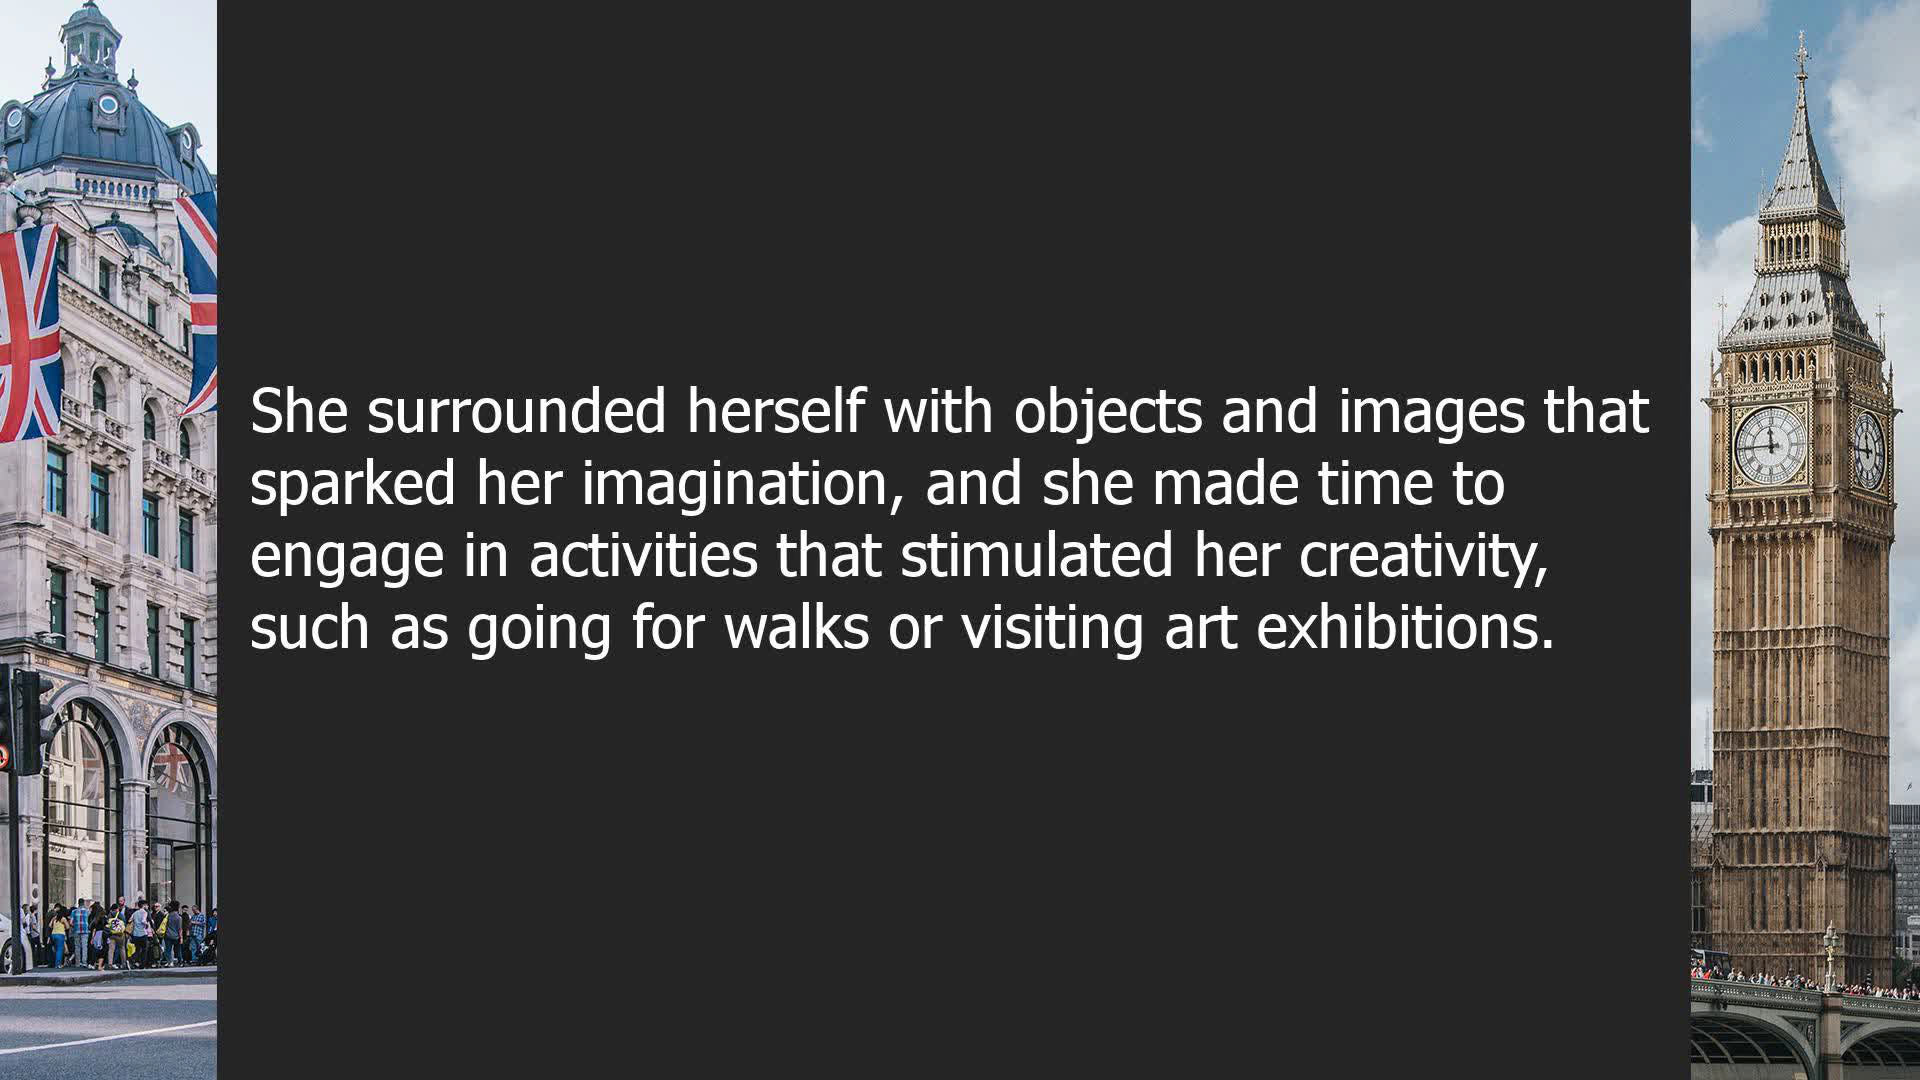 She surrounded herself with objects and images that
sparked her imagination, and she made time to
engage in activities that stimulated her creativity,
such as going for walks or visiting art exhibitions.